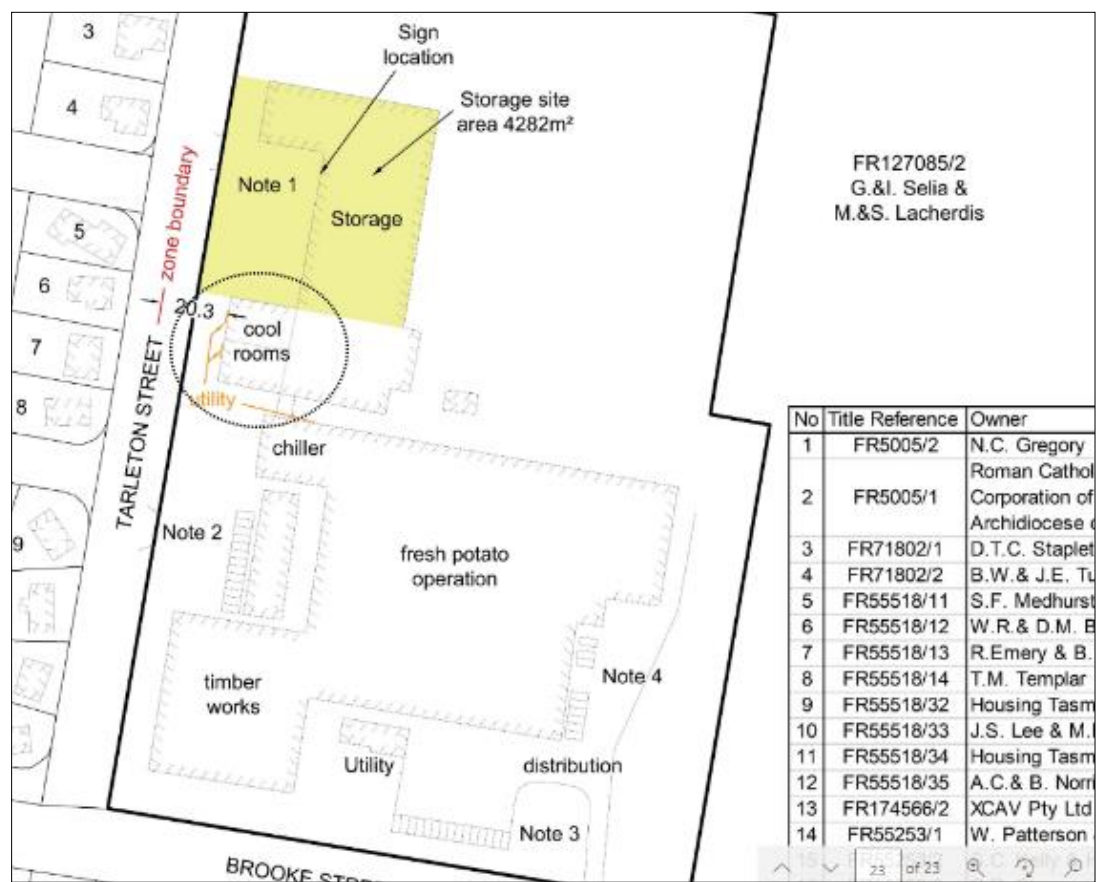 3
Sign
location
4
Storage site
area 4282m²
FR127085/2
G.&I. Selia &
M.&S. Lacherdis
zone boundary
Note 1
Storage
5
6
20.3
cool
rooms
7
TARLETON STREET
utility
8
chiller
Note 2
9
fresh potato
operation
timber
works
Note 4
Utility
distribution
Note 3
BROOKE
No Title Reference Owner
1 FR5005/2 N.C. Gregory
2 FR5005/1 Roman Cathol
Corporation of
Archidiocese
3 FR71802/1 D.T.C. Staplet
4 FR71802/2 B.W.& J.E. Tu
5 FR55518/11 S.F. Medhurst
6 FR55518/12 W.R.& D.M. B
7 FR55518/13 R.Emery & B.
8 FR55518/14 T.M. Templar
9 FR55518/32 Housing Tasm
10 FR55518/33 J.S. Lee & M.
11 FR55518/34 Housing Tasm
12 FR55518/35 A.C.& B. Norri
13 FR174566/2 XCAV Pty Ltd
14 FR55253/1 W. Patterson
23 of 23